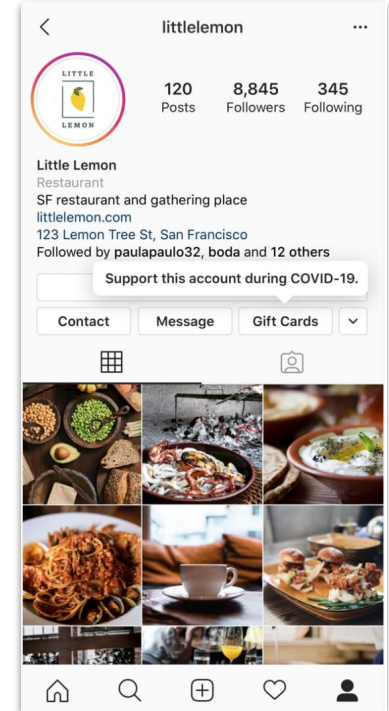 littlelemon
LITTLE
LEMON
120 8,845 345
Posts Followers Following
Little Lemon
Restaurant
SF restaurant and gathering place
littlelemon.com
123 Lemon Tree St, San Francisco
Followed by paulapaulo32, boda and 12 others
Support this account during COVID-19.
Contact Message Gift Cards